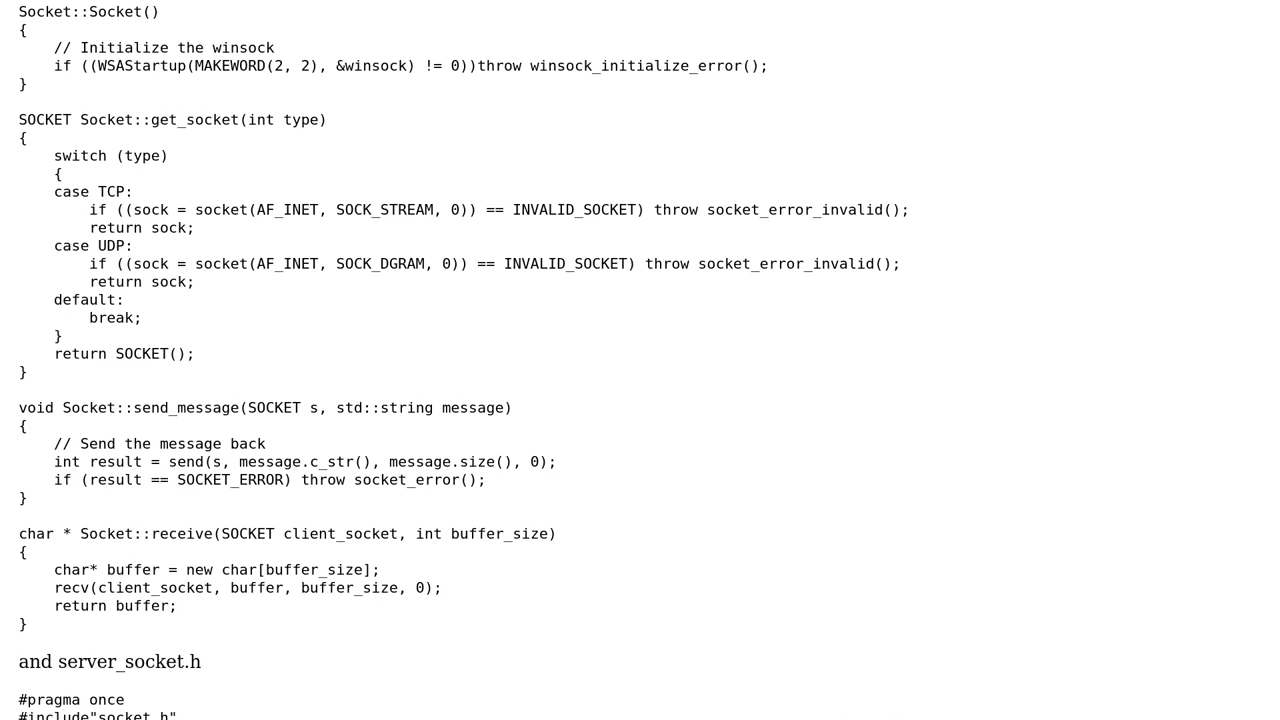 Socket::Socket()
{
    // Initialize the winsock
    if ((WSAStartup(MAKEWORD(2, 2), &winsock) != 0))throw winsock_initialize_error();
}

SOCKET Socket::get_socket(int type)
{
    switch (type)
    {
    case TCP:
        if ((sock = socket(AF_INET, SOCK_STREAM, 0)) == INVALID_SOCKET) throw socket_error_invalid();
        return sock;
    case UDP:
        if ((sock = socket(AF_INET, SOCK_DGRAM, 0)) == INVALID_SOCKET) throw socket_error_invalid();
        return sock;
    default:
        break;
    }
    return SOCKET();
}

void Socket::send_message(SOCKET s, std::string message)
{
    // Send the message back
    int result = send(s, message.c_str(), message.size(), 0);
    if (result == SOCKET_ERROR) throw socket_error();
}

char * Socket::receive(SOCKET client_socket, int buffer_size)
{
    char* buffer = new char[buffer_size];
    recv(client_socket, buffer, buffer_size, 0);
    return buffer;
}

and server_socket.h

#pragma once
#include"socket.h"